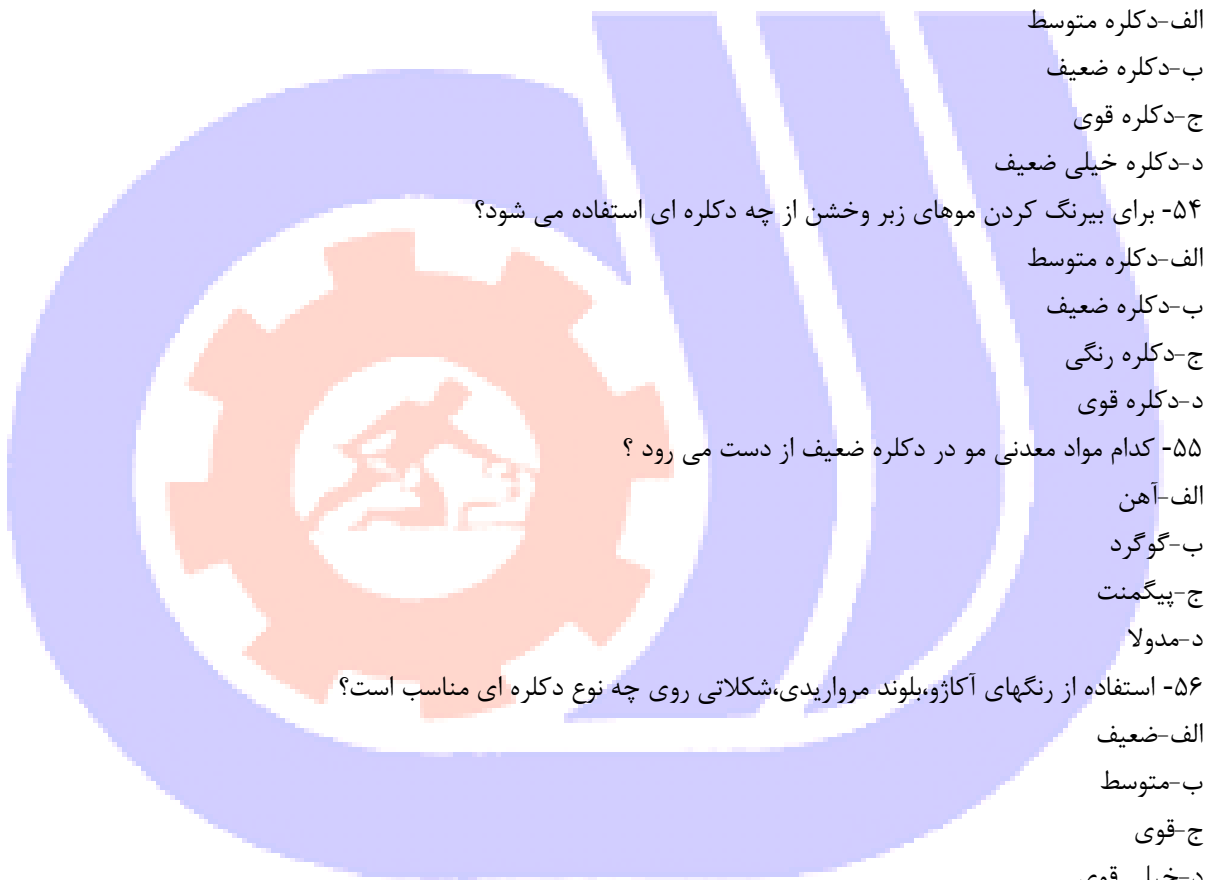 الف-دکلره متوسط
ب-دکلره ضعیف
ج-دکلره قوی
د-دکلره خیلی ضعیف
۵۴- برای بیرنگ کردن موهای زبر وخشن از چه دکلره ای استفاده می شود؟
الف-دکلره متوسط
ب-دکلره ضعیف
ج-دکلره رنگی
د-دکلره قوی
۵۵- کدام مواد معدنی مو در دکلره ضعیف از دست می رود ؟
الف-آهن
ب-گوگرد
ج-پیگمنت
د-مدولا
۵۶- استفاده از رنگهای آکاژو،بلوند مرواریدی،شکلاتی روی چه نوع دکلره ای مناسب است؟
الف-ضعیف
ب-متوسط
ج-قوی
د-خیلی قوی